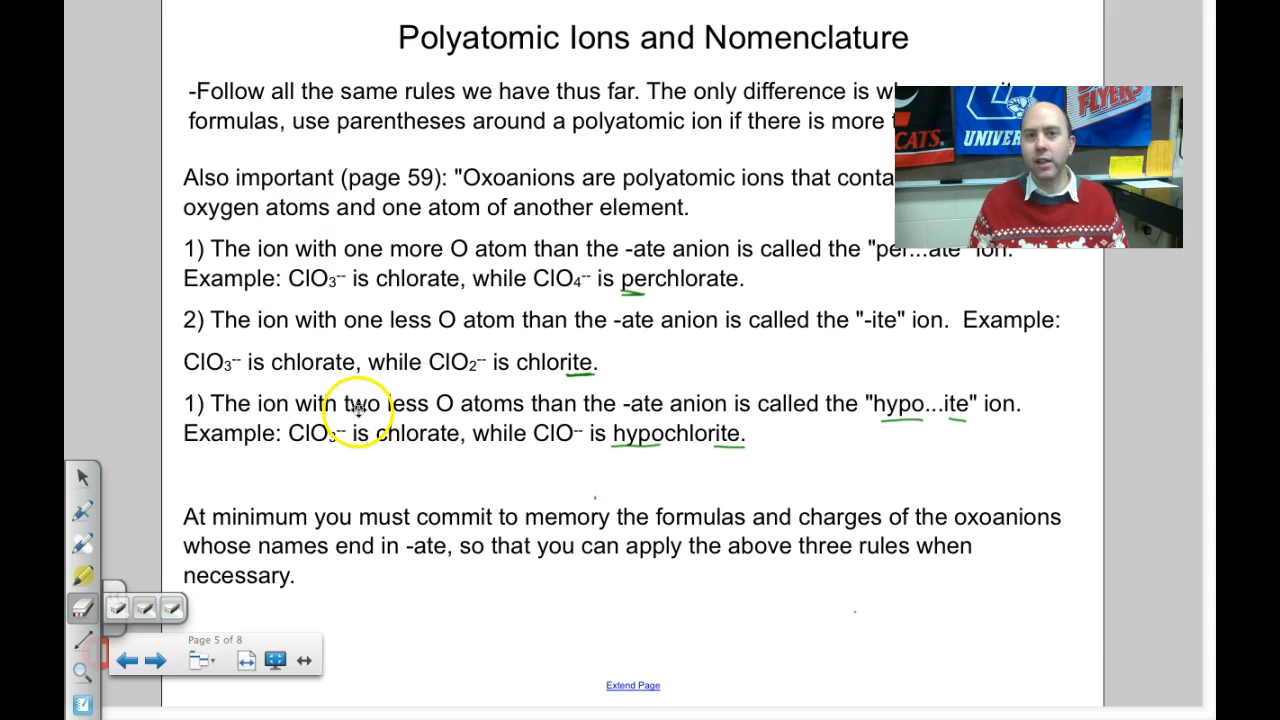 Polyatomic Ions and Nomenclature
-Follow all the same rules we have thus far. The only difference is
formulas, use parentheses around a polyatomic ion if there is more
Also important (page 59): "Oxoanions are polyatomic ions that
oxygen atoms and one atom of another element.
1) The ion with one more O atom than the -ate anion is called the "per...ate" ion.
Example: ClO₃-- is chlorate, while ClO₄-- is perchlorate.
2) The ion with one less O atom than the -ate anion is called the "-ite" ion. Example:
ClO₃-- is chlorate, while ClO₂-- is chlorite.
1) The ion with two less O atoms than the -ate anion is called the "hypo...ite" ion.
Example: ClO₃-- is chlorate, while ClO-- is hypochlorite.
At minimum you must commit to memory the formulas and charges of the oxoanions
whose names end in -ate, so that you can apply the above three rules when
necessary.
CATS.
UNIVER
FLYERS
Page 5 of 8
Extend Page